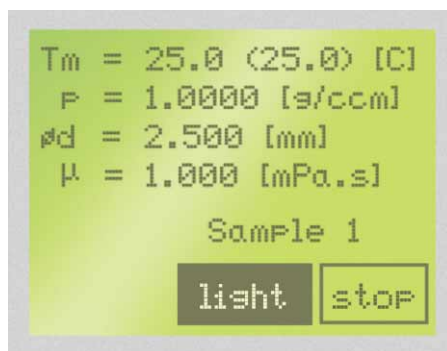 Tm = 25.0 (25.0) [C]
ρ = 1.0000 [g/ccm]
ød = 2.500 [mm]
μ = 1.000 [mPa.s]
Sample 1
light stop